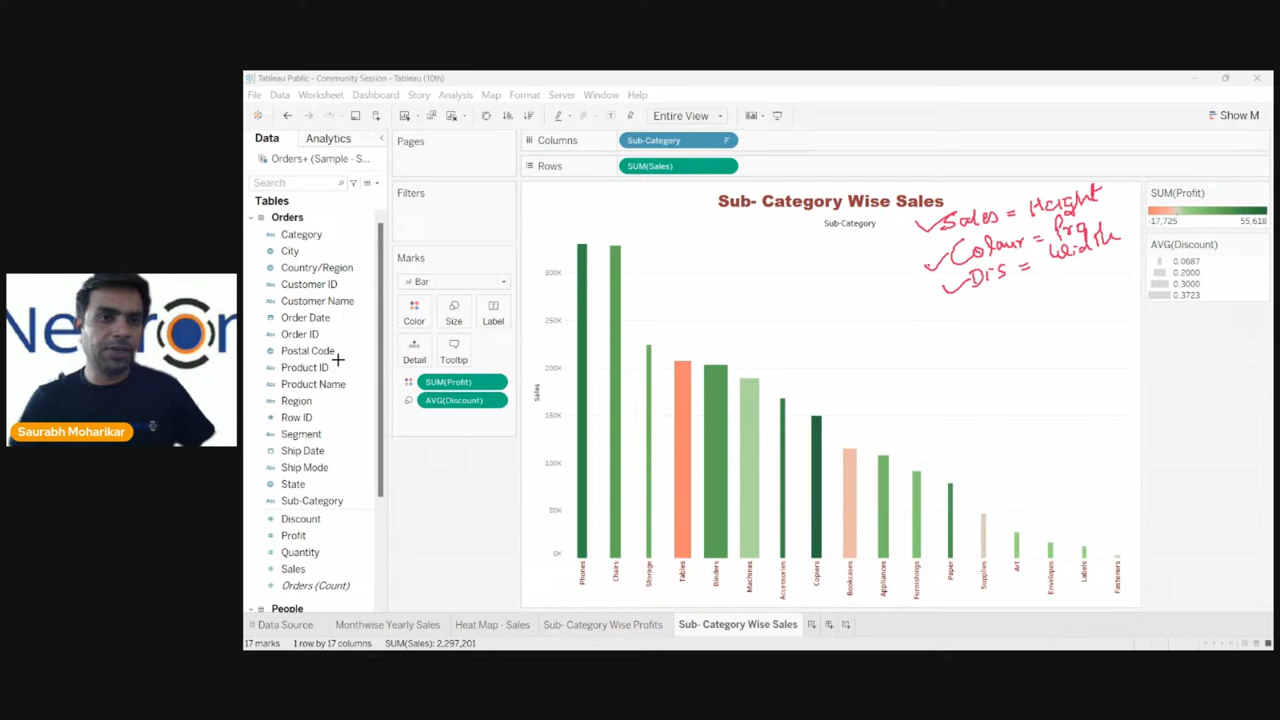 Tableau Public - Community Session - Tableau (10th)
File Data Worksheet Dashboard Story Analysis Map Format Server Window Help
Entire View
Show M
Data Analytics
Pages
Columns
Sub-Category
Orders+ (Sample - S...
Rows
SUM(Sales)
Search
Filters
Tables
Orders
Category
City
Country/Region
Customer ID
Customer Name
Order Date
Order ID
Postal Code
Product ID
Product Name
Region
Row ID
Segment
Ship Date
Ship Mode
State
Sub-Category
Discount
Profit
Quantity
Sales
Orders (Count)
People
Marks
Bar
Color Size Label
Detail Tooltip
SUM(Profit)
AVG(Discount)
Sub- Category Wise Sales
Sub-Category
Sales = Height
Colour = Pro
Dis = Width
300K
250K
200K
150K
100K
50K
0K
Sales
Phones
Chairs
Storage
Tables
Binders
Machines
Accessories
Copiers
Bookcases
Appliances
Furnishings
Paper
Supplies
Art
Envelopes
Labels
Fasteners
SUM(Profit)
-17,725 55,618
AVG(Discount)
0.0687
0.2000
0.3000
0.3723
Ne r n
Saurabh Moharikar
Data Source Monthwise Yearly Sales Heat Map - Sales Sub- Category Wise Profits Sub- Category Wise Sales
17 marks 1 row by 17 columns SUM(Sales): 2,297,201